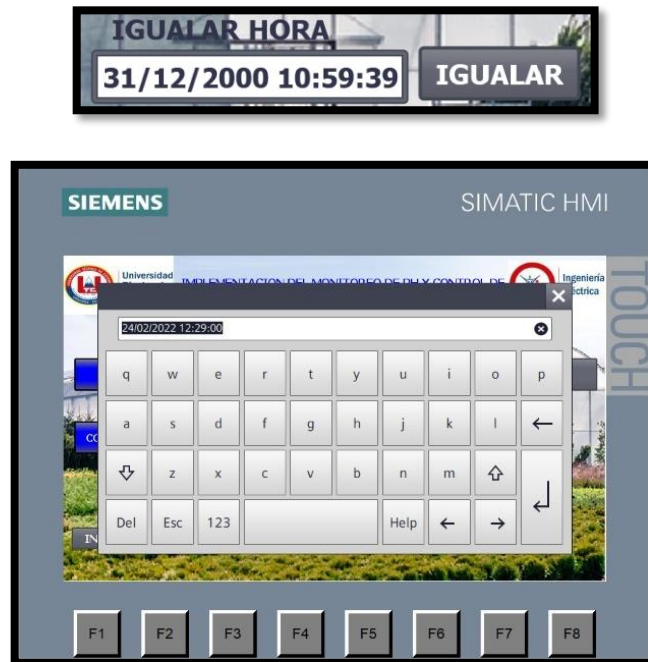 IGUALAR HORA
31/12/2000 10:59:39 IGUALAR
SIEMENS SIMATIC HMI
TOUCH
Universidad
Ingeniería
24/02/2022 12:29:00
q w e r t y u i o p
a s d f g h j k l
z x c v b n m
Del Esc 123 Help
F1 F2 F3 F4 F5 F6 F7 F8